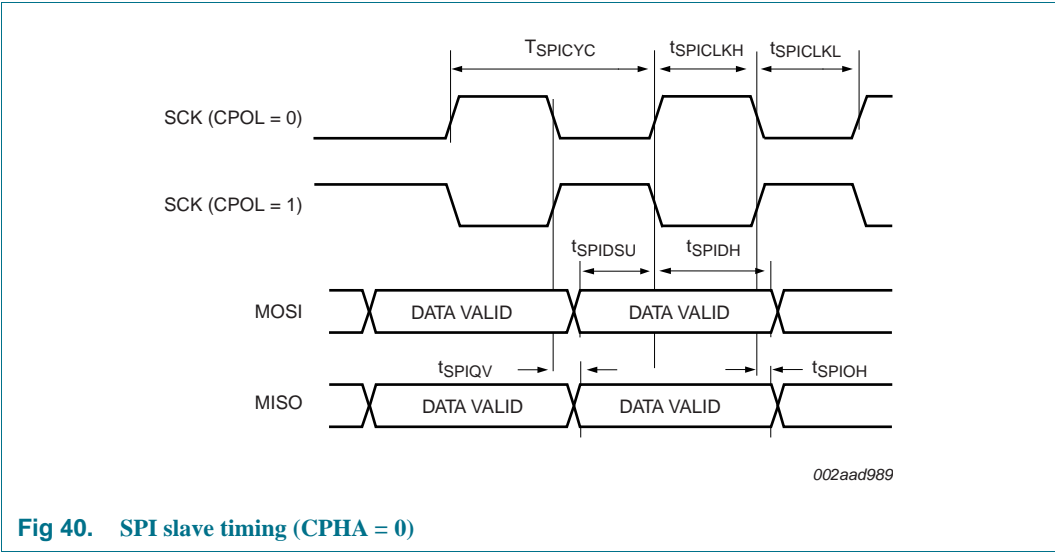 TSPICYC tSPICLKH tSPICLKL
SCK (CPOL = 0)
SCK (CPOL = 1)
tSPIDSU tSPIDH
MOSI DATA VALID DATA VALID
tSPIQV tSPIOH
MISO DATA VALID DATA VALID
002aad989
Fig 40. SPI slave timing (CPHA = 0)